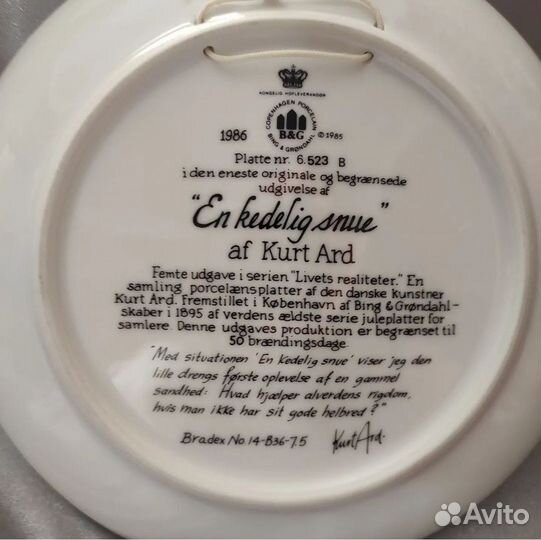 KONGELIG HOFLEVERANDØR
COPENHAGEN PORCELAIN
B&G
BING & GRØNDAHL
1986
©1985
Platte nr. 6.523 B
i den eneste originale og begrænsede
udgivelse af
"En kedelig snue"
af Kurt Ard
Femte udgave i serien "Livets realiteter." En
samling porcelænsplatter af den danske kunstner
Kurt Ard. Fremstillet i København af Bing & Grøndahl-
skaber i 1895 af verdens ældste serie juleplatter for
samlere. Denne udgaves produktion er begrænset til
50 brændingsdage.
"Med situationen 'En kedelig snue' viser jeg den
lille drengs første oplevelse af en gammel
sandhed: Hvad hjælper alverdens rigdom,
hvis man ikke har sit gode helbred?"
Bradex No. 14-B36-7.5
Kurt Ard.
Avito